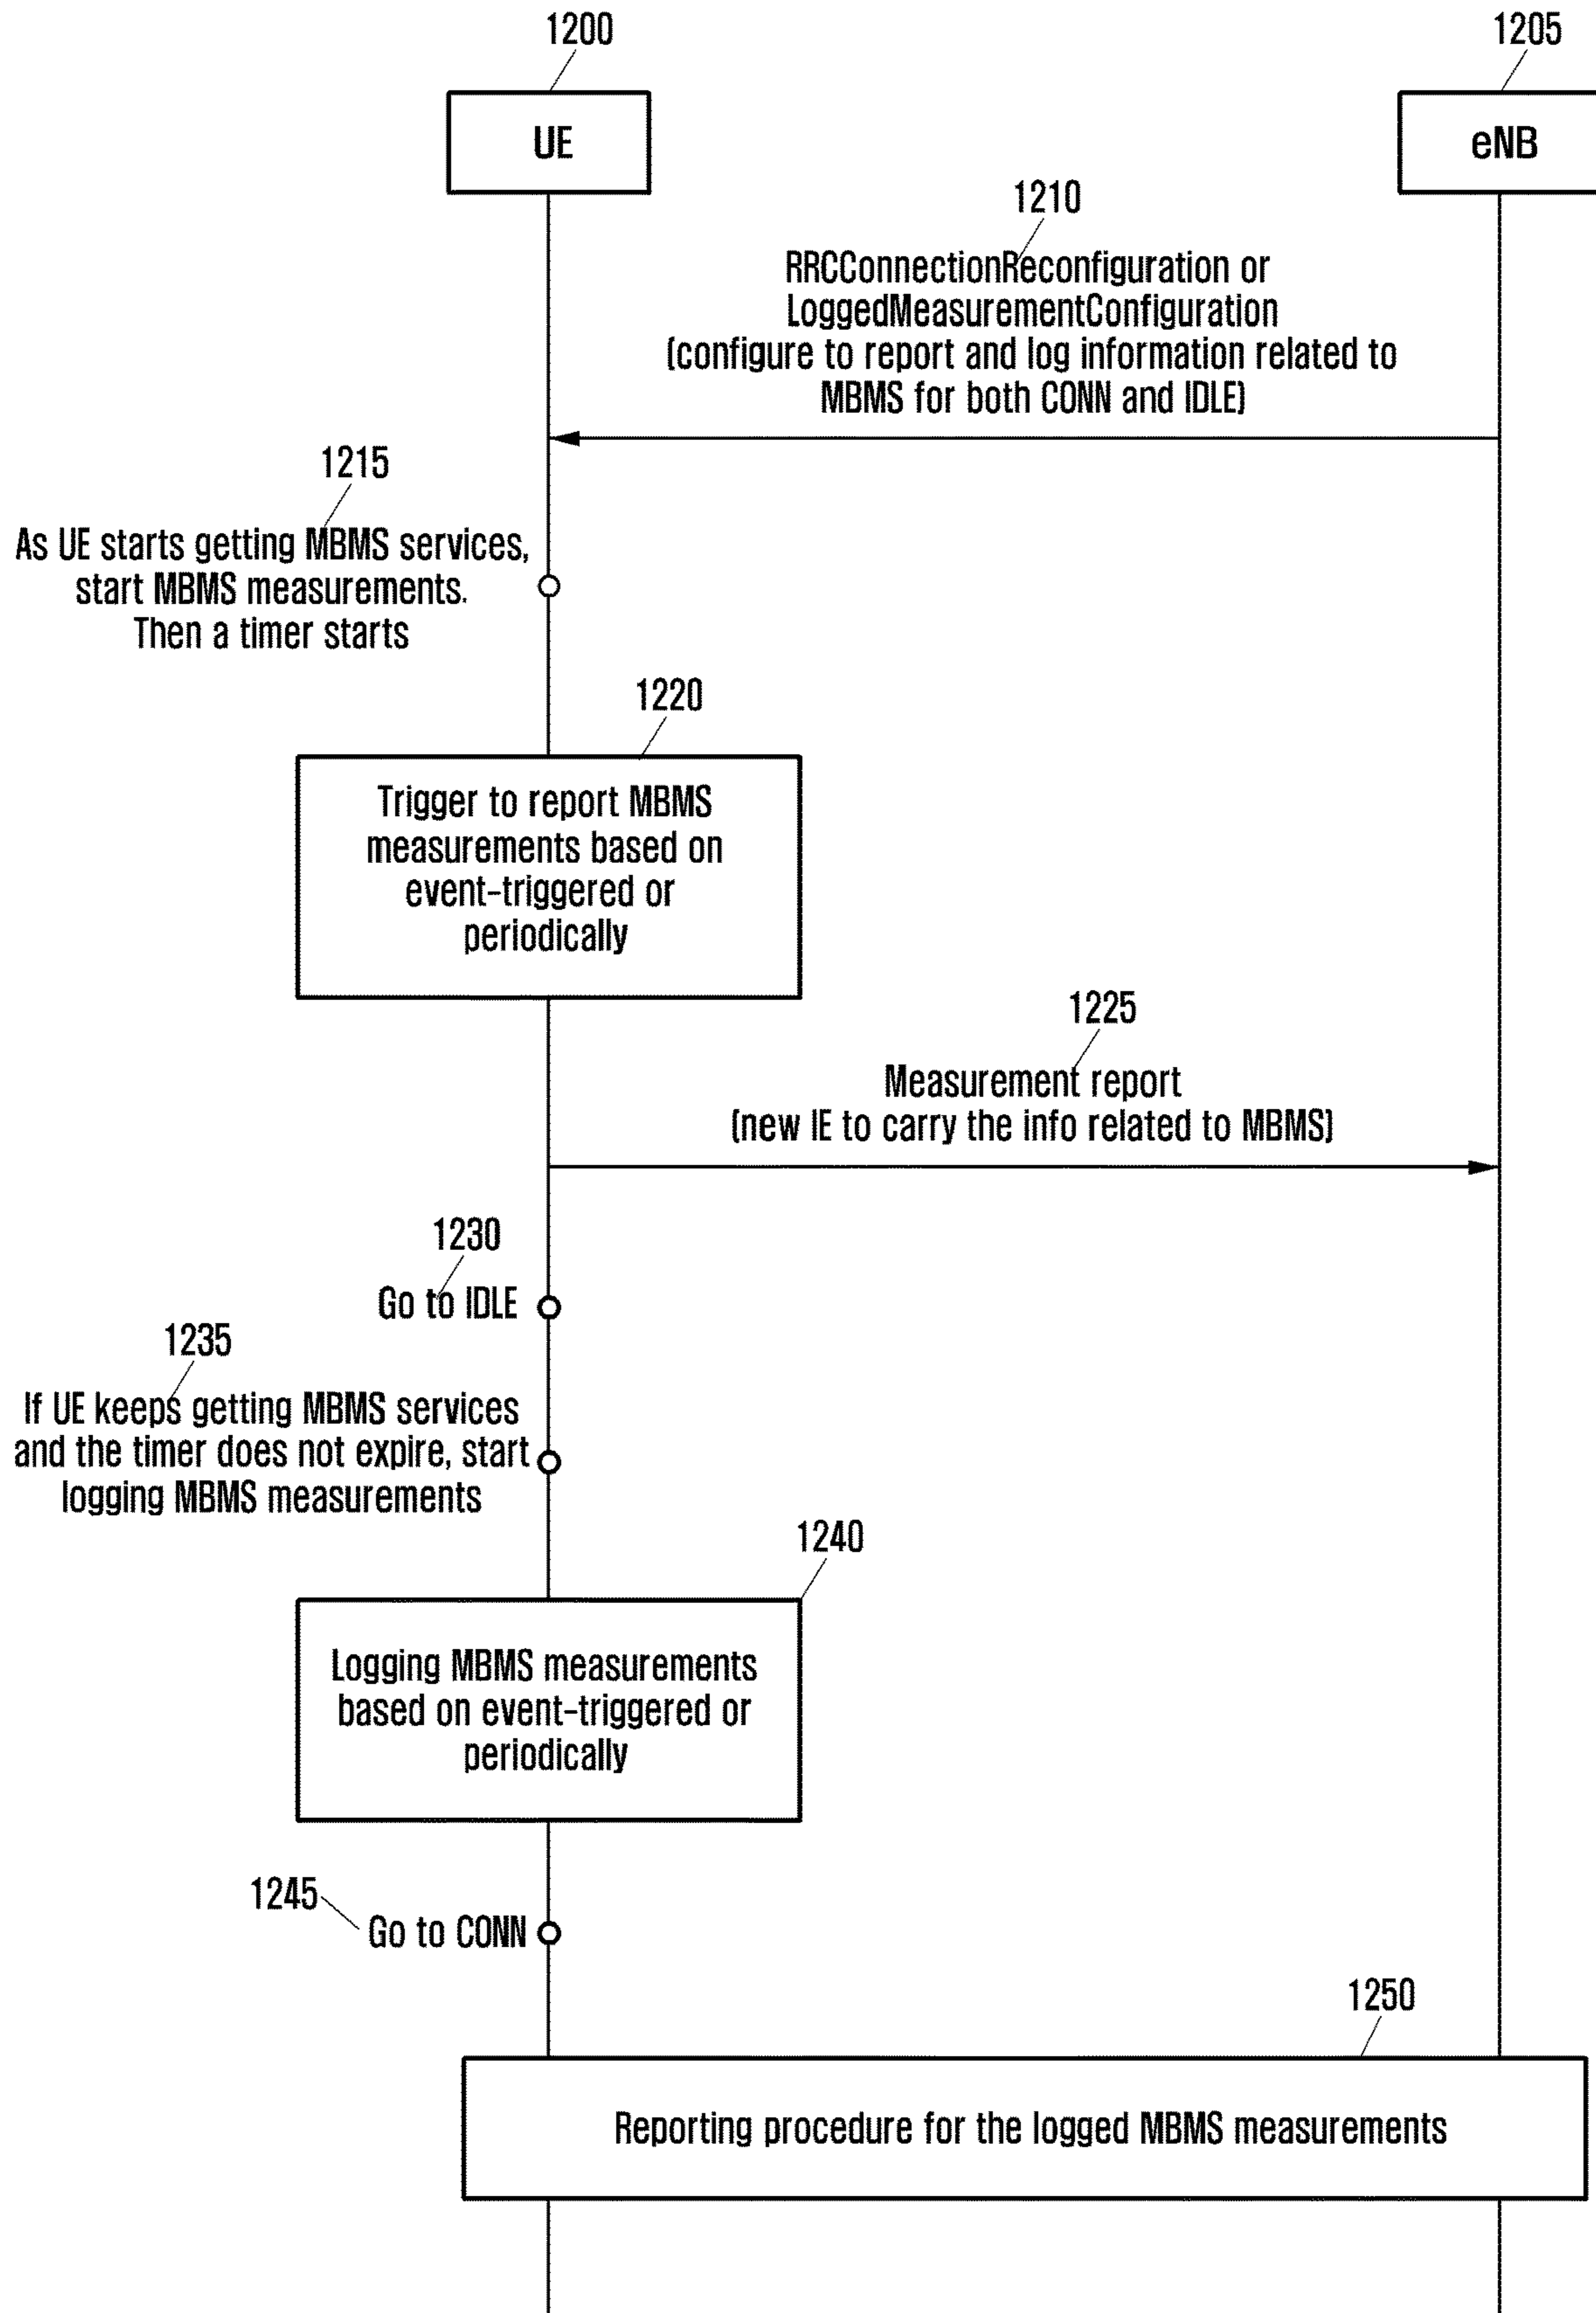 1200
1205
UE
eNB
1210
RRCConnectionReconfiguration or
LoggedMeasurementConfiguration
(configure to report and log information related to
MBMS for both CONN and IDLE)
1215
As UE starts getting MBMS services,
start MBMS measurements.
Then a timer starts
1220
Trigger to report MBMS
measurements based on
event-triggered or
periodically
1225
Measurement report
(new IE to carry the info related to MBMS)
1230
Go to IDLE
1235
If UE keeps getting MBMS services
and the timer does not expire, start
logging MBMS measurements
1240
Logging MBMS measurements
based on event-triggered or
periodically
1245
Go to CONN
1250
Reporting procedure for the logged MBMS measurements